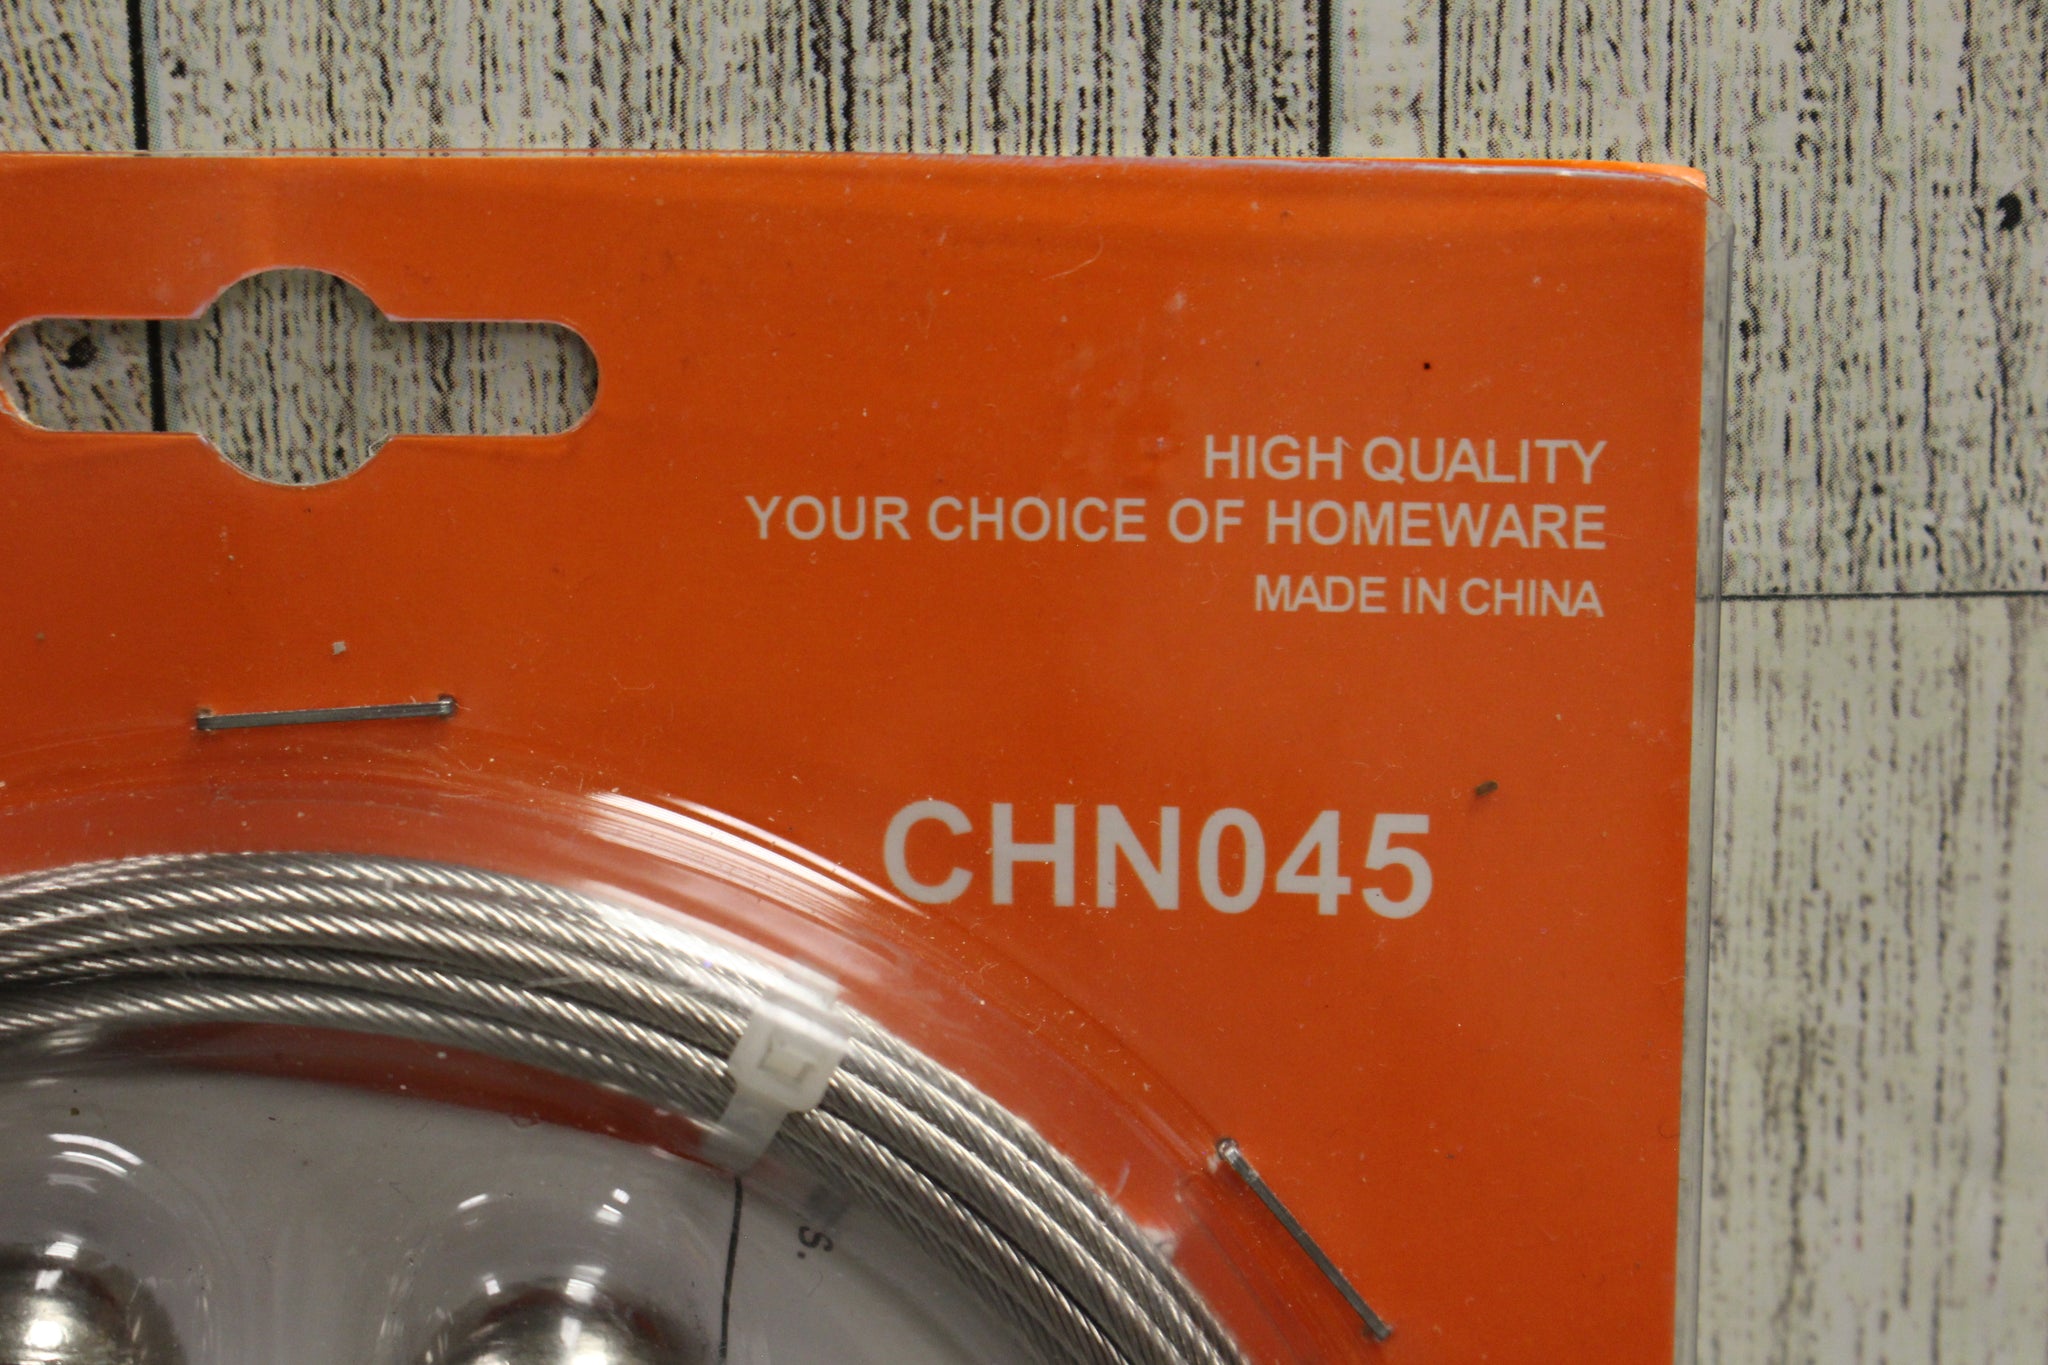 HIGH QUALITY
YOUR CHOICE OF HOMEWARE
MADE IN CHINA
CHN045
s.